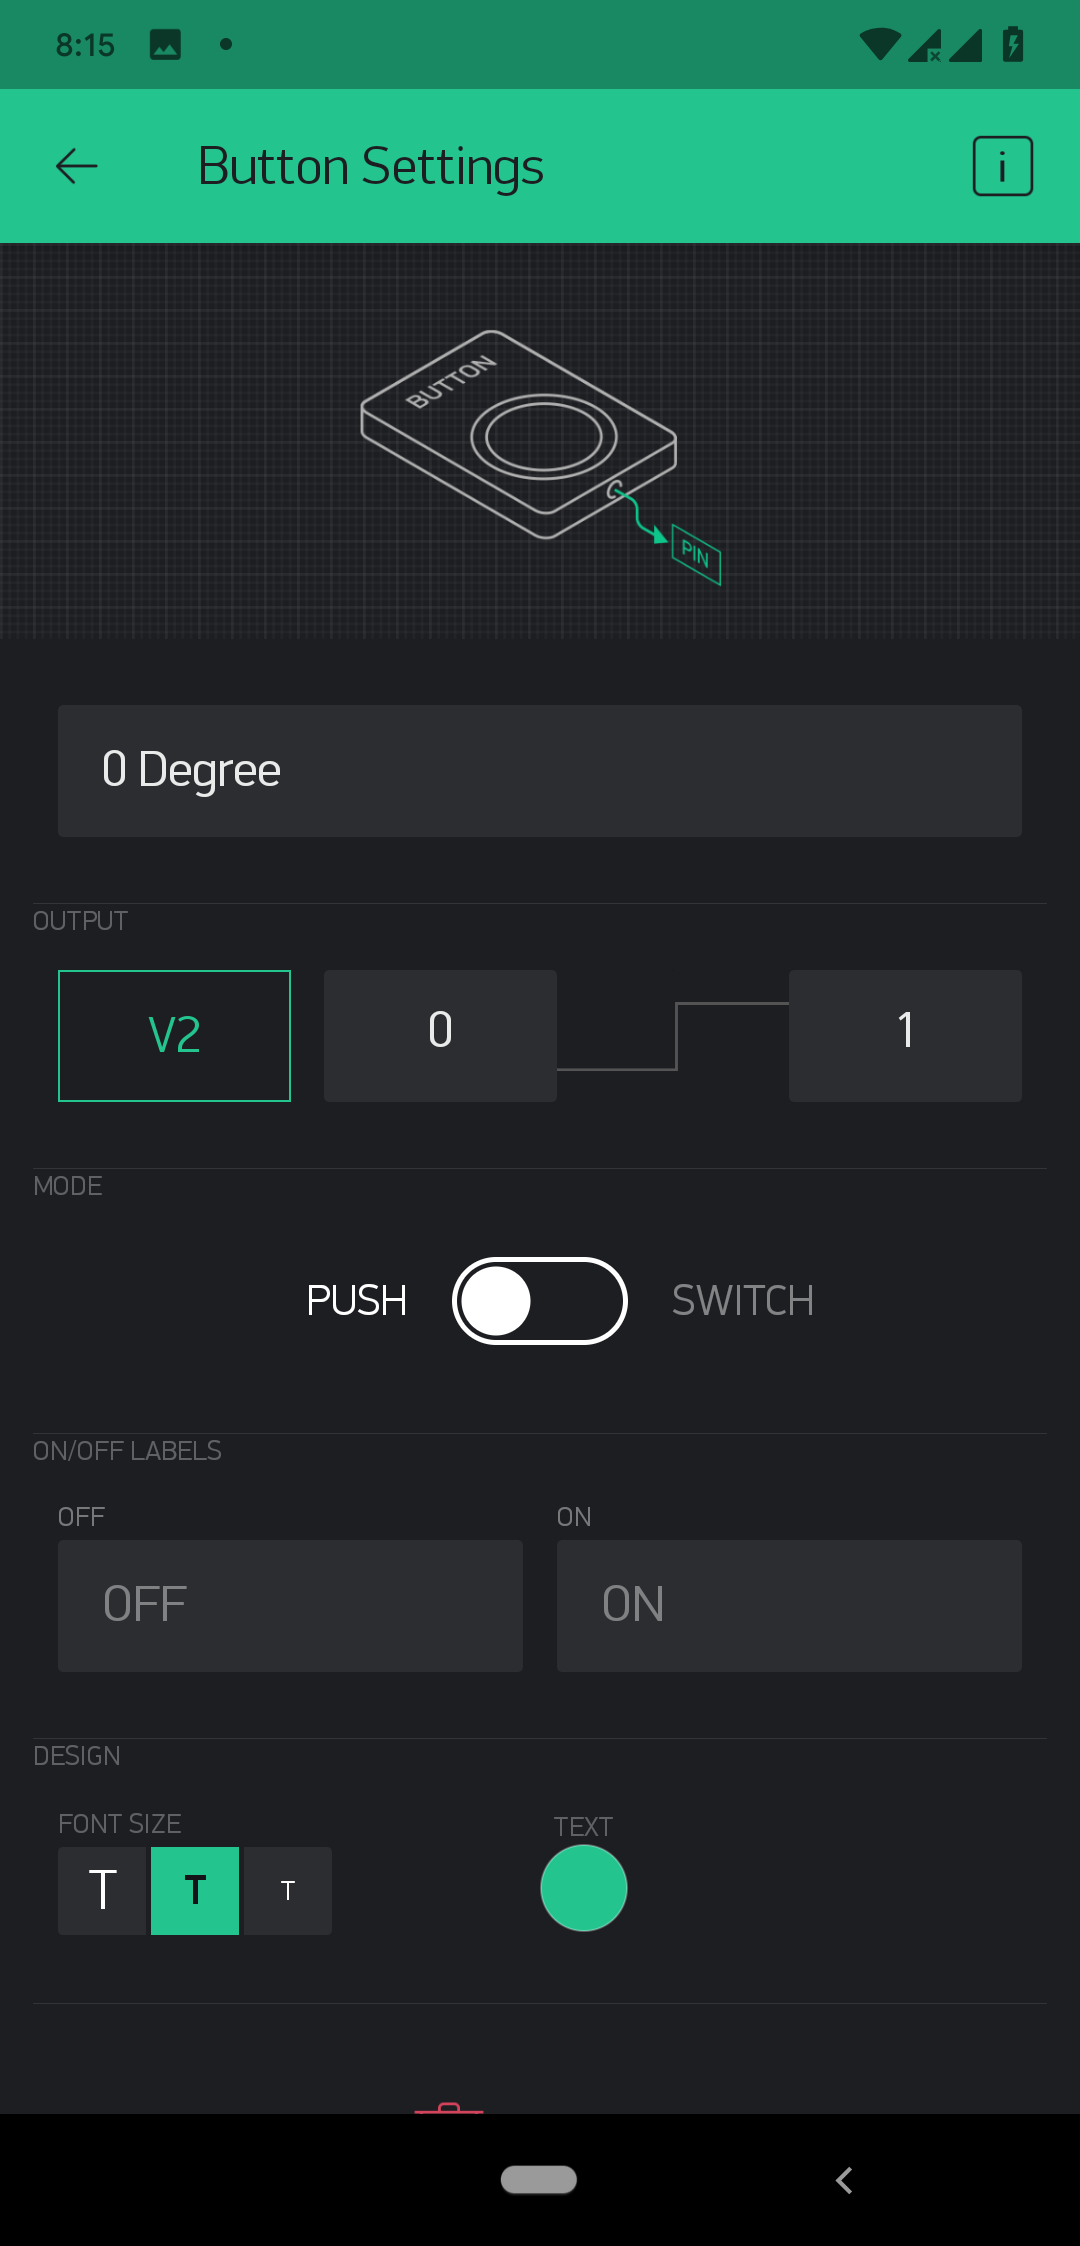 8:15
Button Settings
i
BUTTON
PIN
0 Degree
OUTPUT
V2 0 1
MODE
PUSH SWITCH
ON/OFF LABELS
OFF ON
OFF ON
DESIGN
FONT SIZE TEXT
T T T